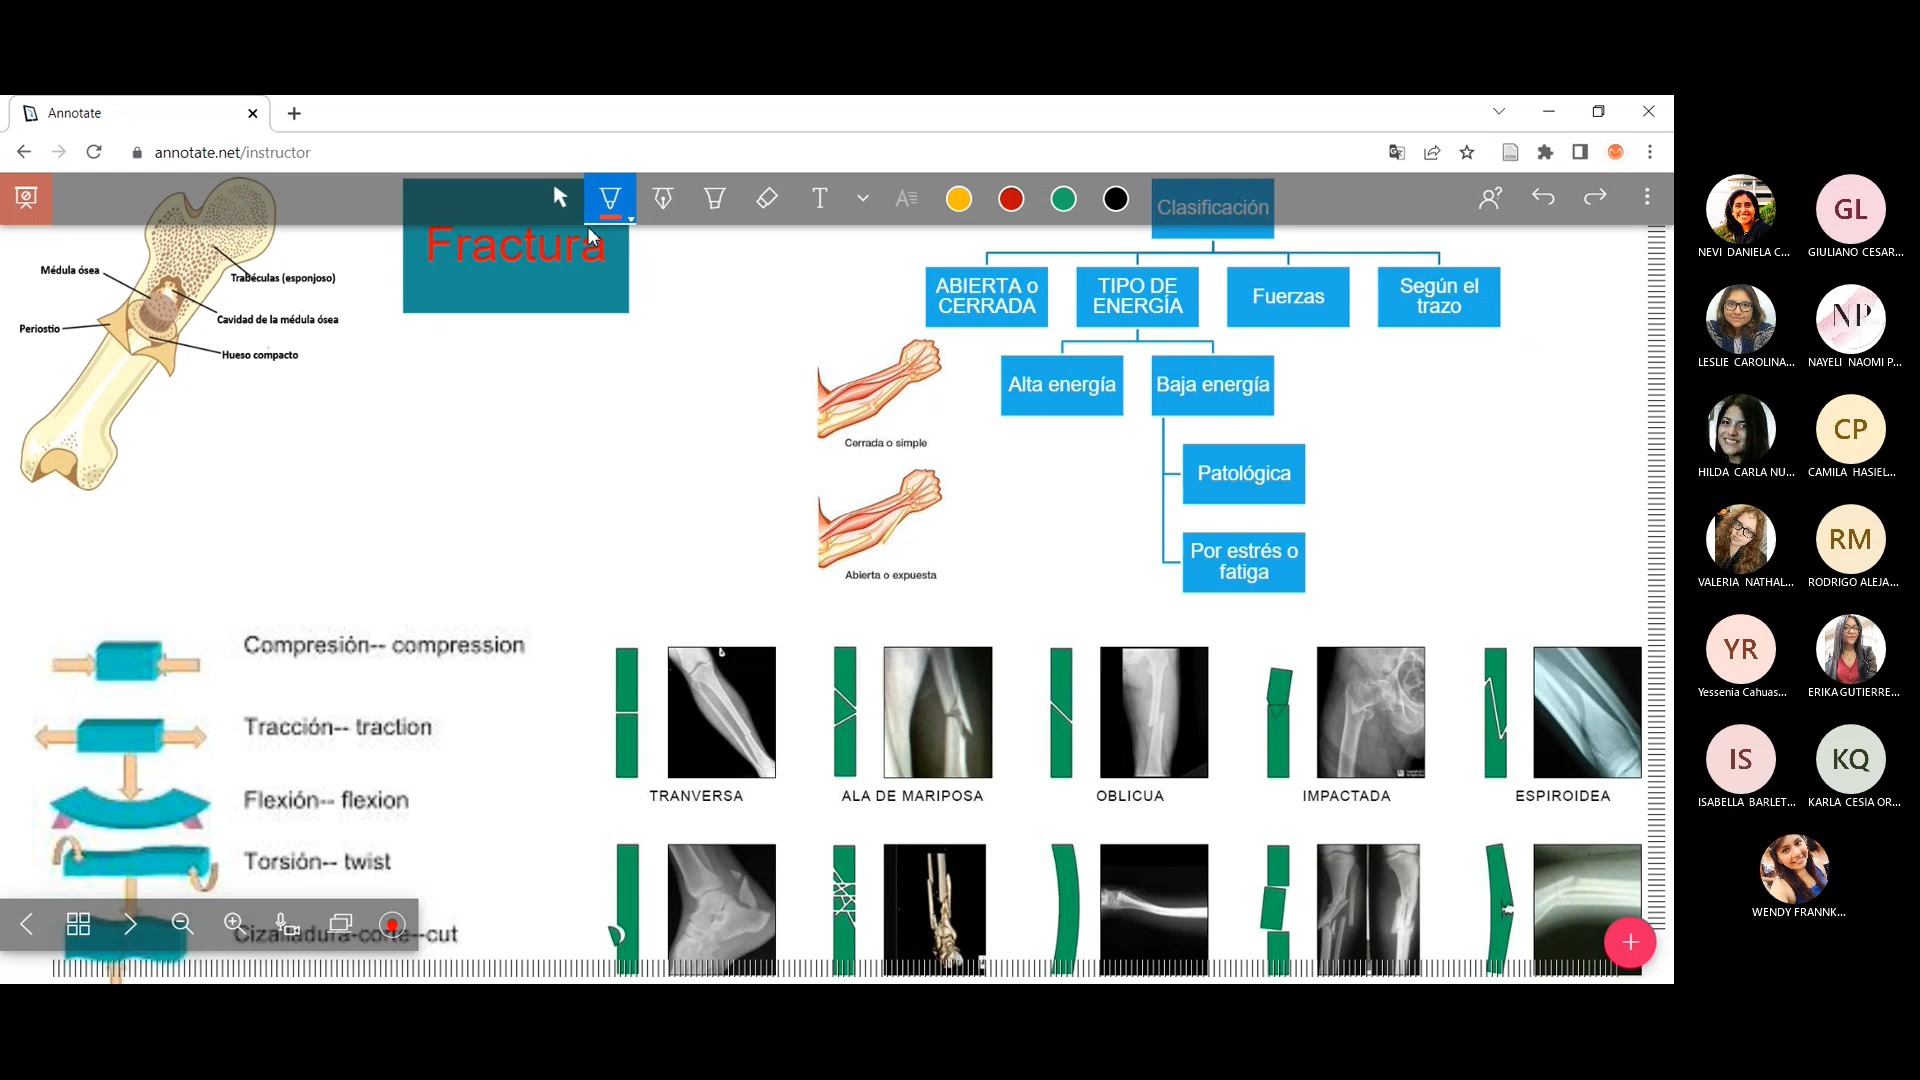 Annotate
annotate.net/instructor
T
Clasificación
Fractura
Médula ósea
Trabéculas (esponjoso)
Cavidad de la médula ósea
Periostio
Hueso compacto
ABIERTA o
CERRADA
TIPO DE
ENERGÍA
Fuerzas
Según el
trazo
Alta energía
Baja energía
Cerrada o simple
Patológica
Por estrés o
fatiga
Abierta o expuesta
Compresión-- compression
Tracción-- traction
Flexión-- flexion
Torsión-- twist
Cizalladura-corte--cut
TRANVERSA
ALA DE MARIPOSA
OBLICUA
IMPACTADA
ESPIROIDEA
NEVI DANIELA C...
GL
GIULIANO CESAR...
LESLIE CAROLINA...
NP
NAYELI NAOMI P...
HILDA CARLA NU...
CP
CAMILA HASIEL...
VALERIA NATHAL...
RM
RODRIGO ALEJA...
YR
Yessenia Cahuas...
ERIKA GUTIERRE...
IS
ISABELLA BARLET...
KQ
KARLA CESIA OR...
WENDY FRANNK...